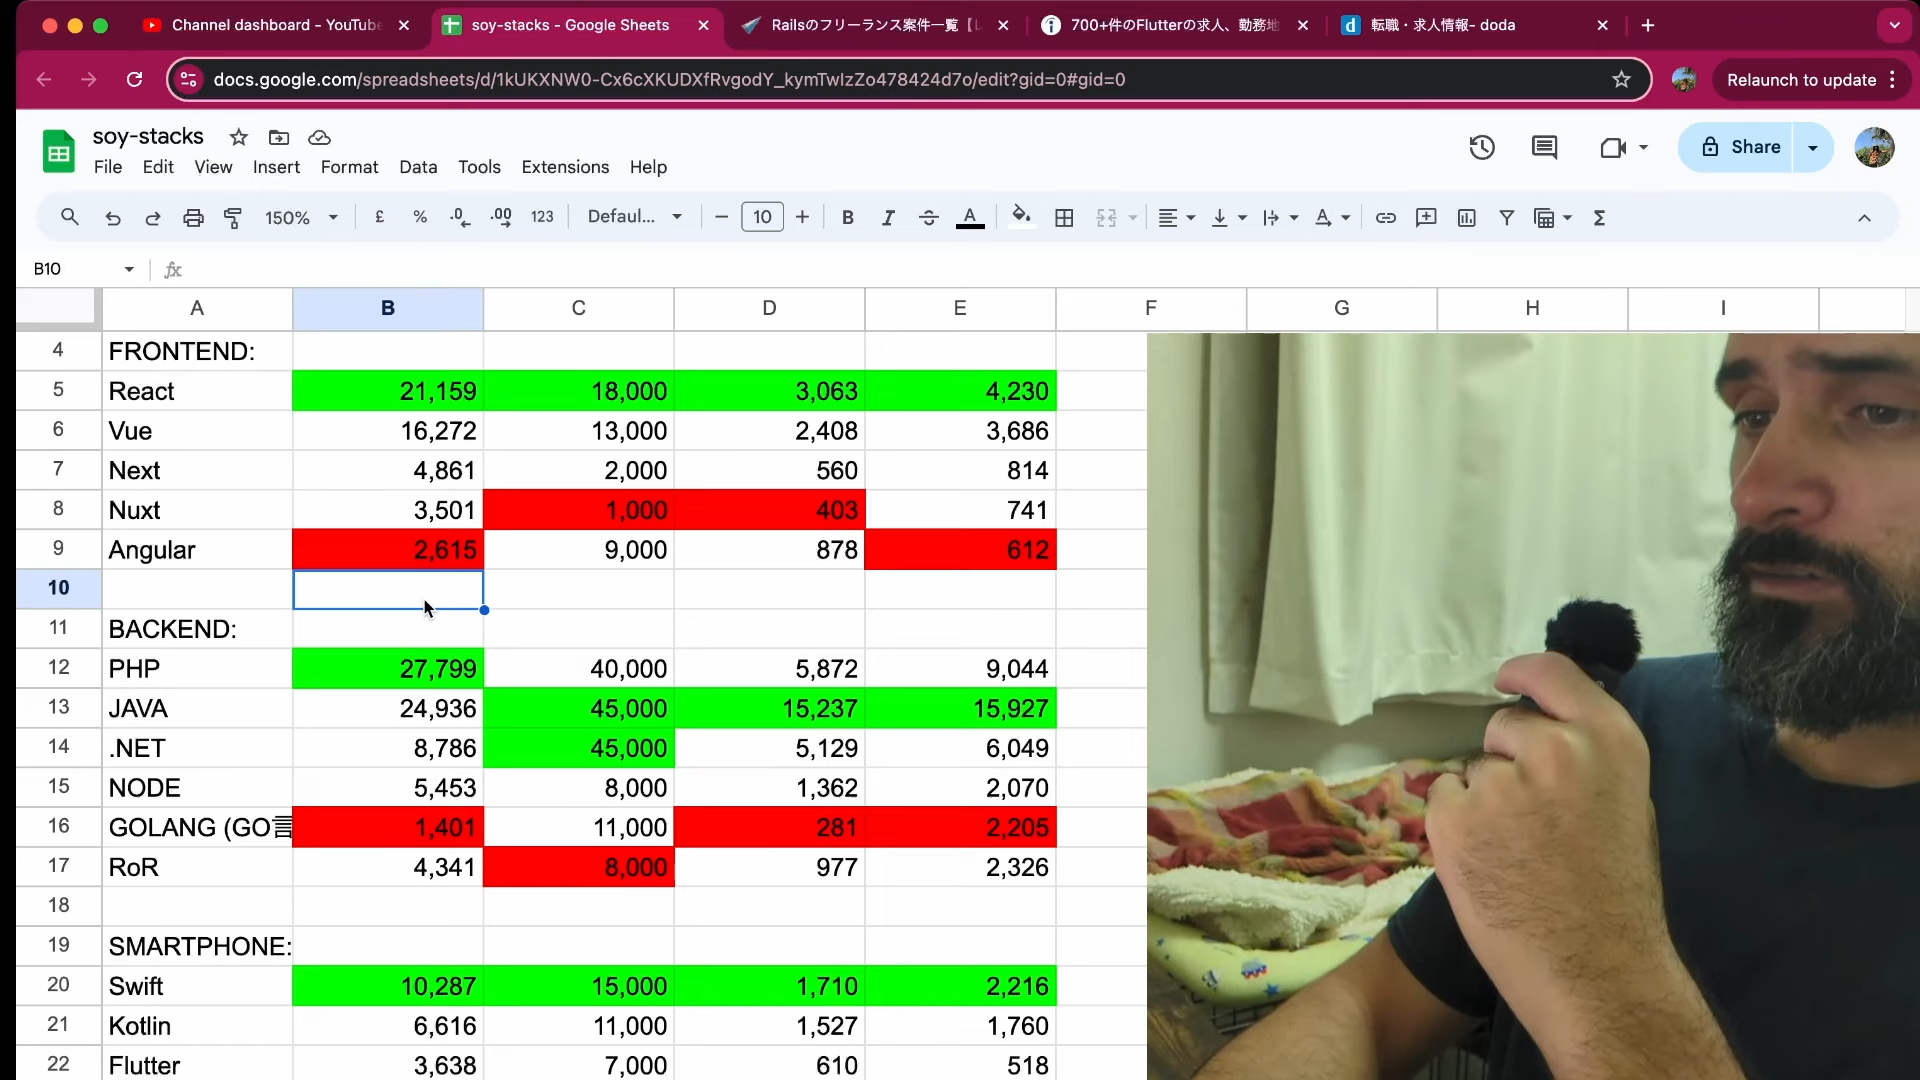 Channel dashboard - YouTube
soy-stacks - Google Sheets
Railsのフリーランス案件一覧【
700+件のFlutterの求人、勤務地
転職・求人情報- doda
docs.google.com/spreadsheets/d/1kUKXNW0-Cx6cXKUDXfRvgodY_kymTwIzZo478424d7o/edit?gid=0#gid=0
Relaunch to update
soy-stacks
File Edit View Insert Format Data Tools Extensions Help
Share
150% £ % .0 .00 123 Defaul... 10 B I A Σ
B10 fx
A B C D E F G H I
4 FRONTEND:
5 React 21,159 18,000 3,063 4,230
6 Vue 16,272 13,000 2,408 3,686
7 Next 4,861 2,000 560 814
8 Nuxt 3,501 1,000 403 741
9 Angular 2,615 9,000 878 612
10
11 BACKEND:
12 PHP 27,799 40,000 5,872 9,044
13 JAVA 24,936 45,000 15,237 15,927
14 .NET 8,786 45,000 5,129 6,049
15 NODE 5,453 8,000 1,362 2,070
16 GOLANG (GO言 1,401 11,000 281 2,205
17 RoR 4,341 8,000 977 2,326
18
19 SMARTPHONE:
20 Swift 10,287 15,000 1,710 2,216
21 Kotlin 6,616 11,000 1,527 1,760
22 Flutter 3,638 7,000 610 518